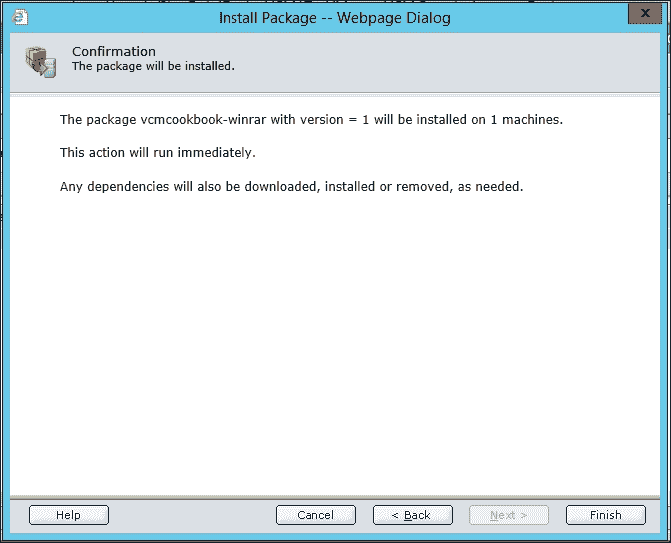 Install Package -- Webpage Dialog
X
Confirmation
The package will be installed.
The package vcmcookbook-winrar with version = 1 will be installed on 1 machines.
This action will run immediately.
Any dependencies will also be downloaded, installed or removed, as needed.
Help
Cancel
< Back
Next >
Finish